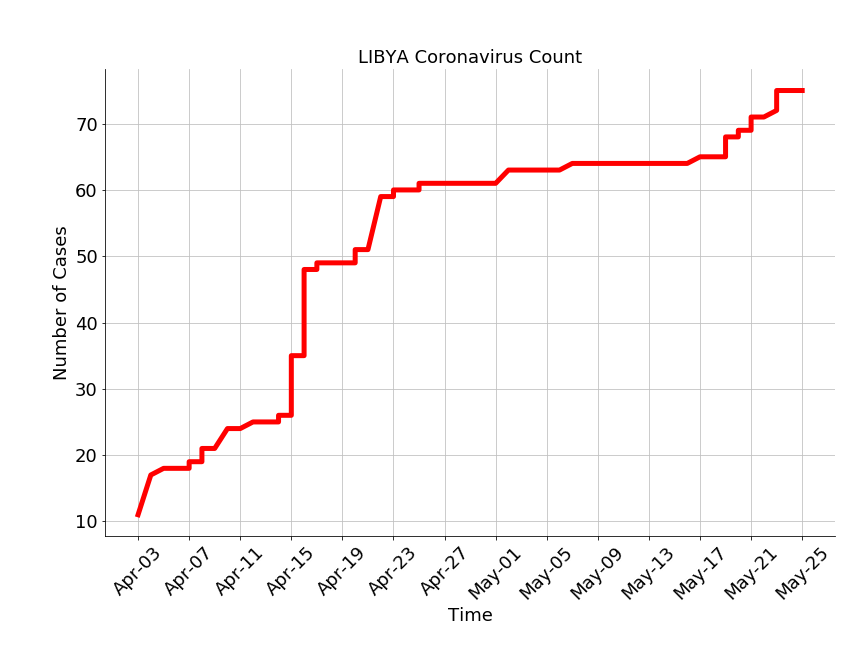 LIBYA Coronavirus Count
Number of Cases
70
60
50
40
30
20
10
Apr-03
Apr-07
Apr-11
Apr-15
Apr-19
Apr-23
Apr-27
May-01
May-05
May-09
May-13
May-17
May-21
May-25
Time